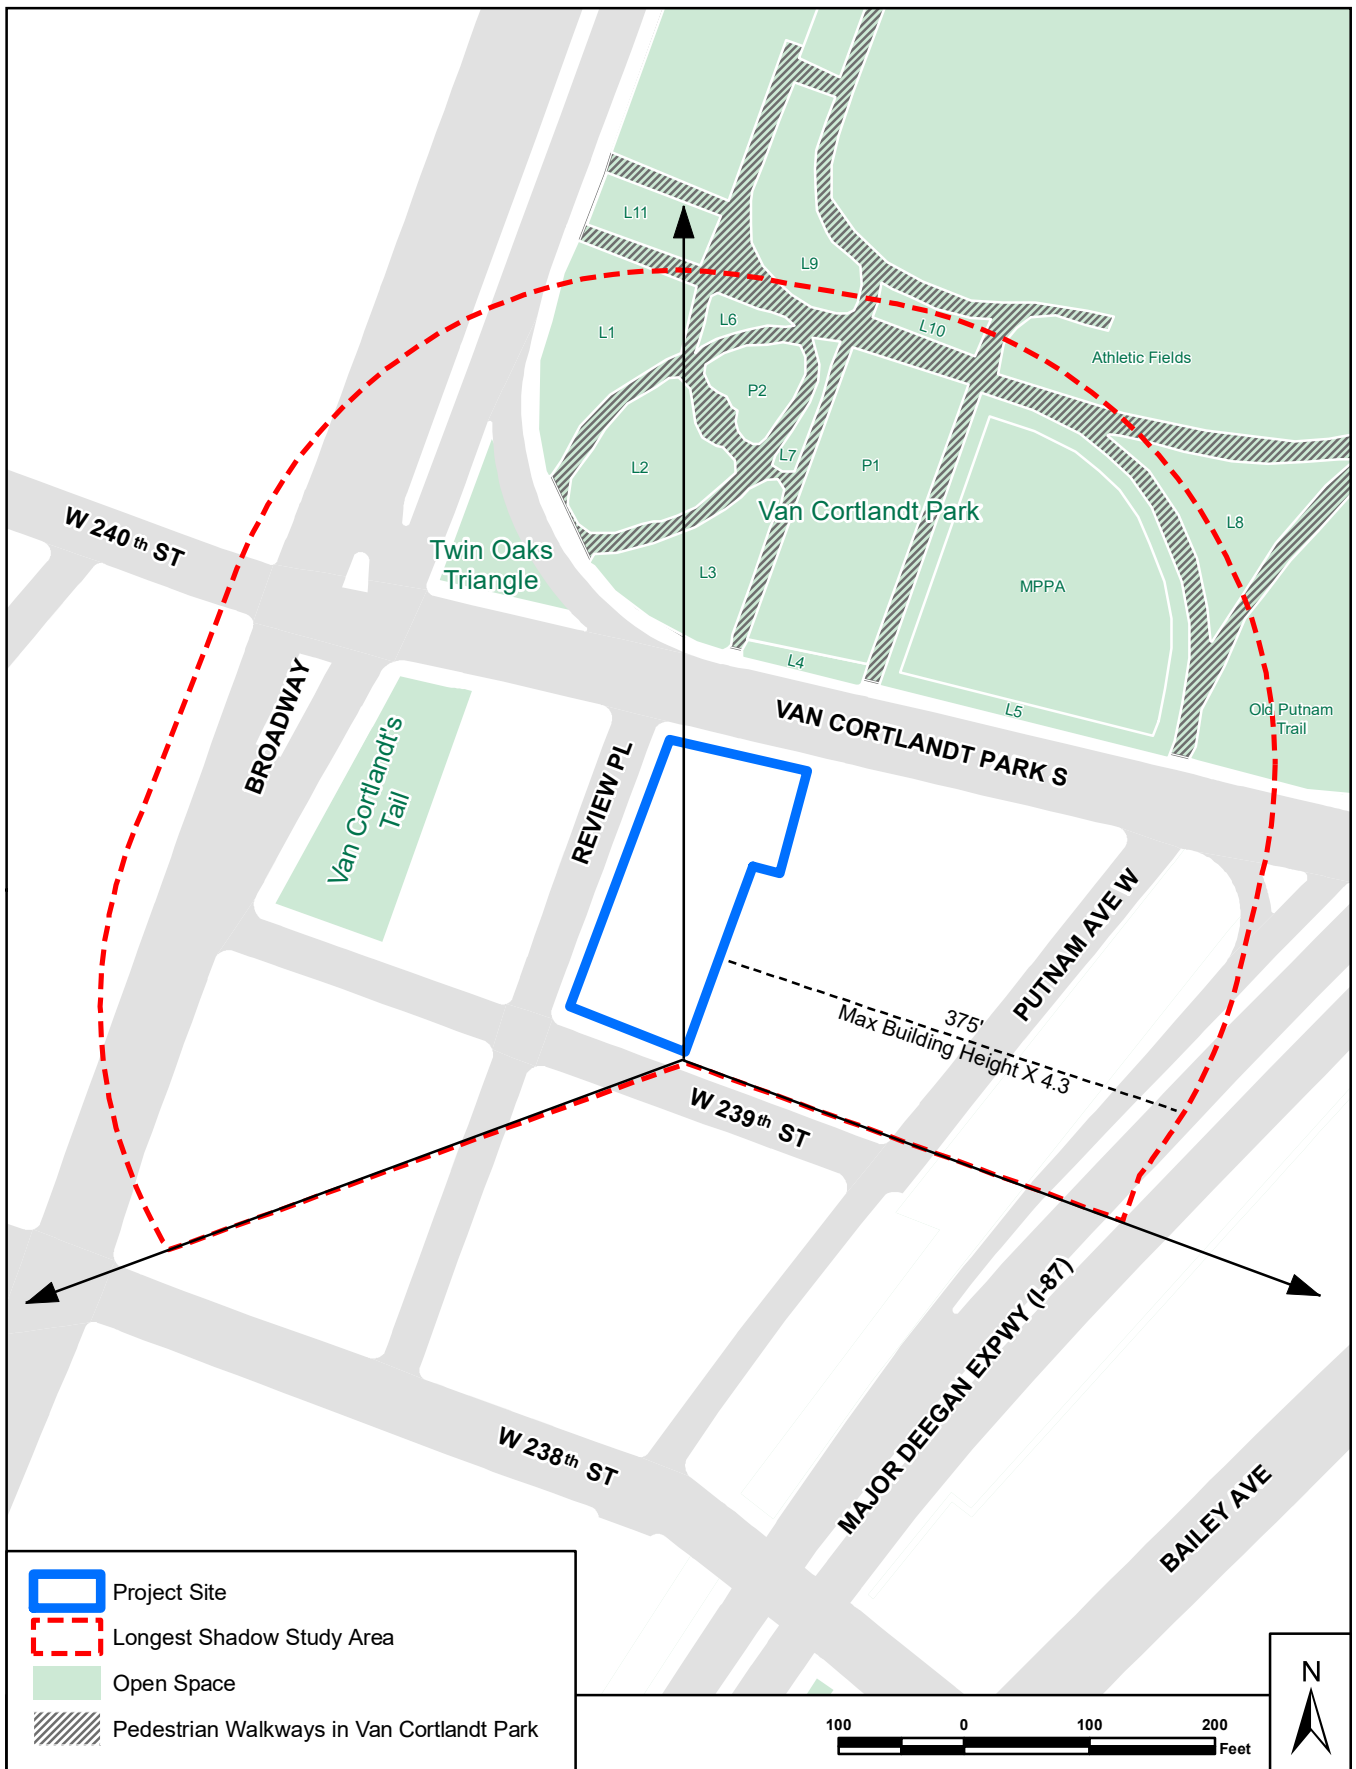 L11
L9
L6
L10
L1
Athletic Fields
P2
L7
L2
P1
Van Cortlandt Park
L8
W 240th ST
Twin Oaks
Triangle
L3
MPPA
L4
L5
Old Putnam
Trail
BROADWAY
VAN CORTLANDT PARK S
Van Cortlandt's
Tail
REVIEW PL
PUTNAM AVE W
375'
Max Building Height X 4.3
W 239th ST
MAJOR DEEGAN EXPWY (I-87)
W 238th ST
BAILEY AVE
Project Site
Longest Shadow Study Area
Open Space
Pedestrian Walkways in Van Cortlandt Park
100 0 100 200
Feet
N